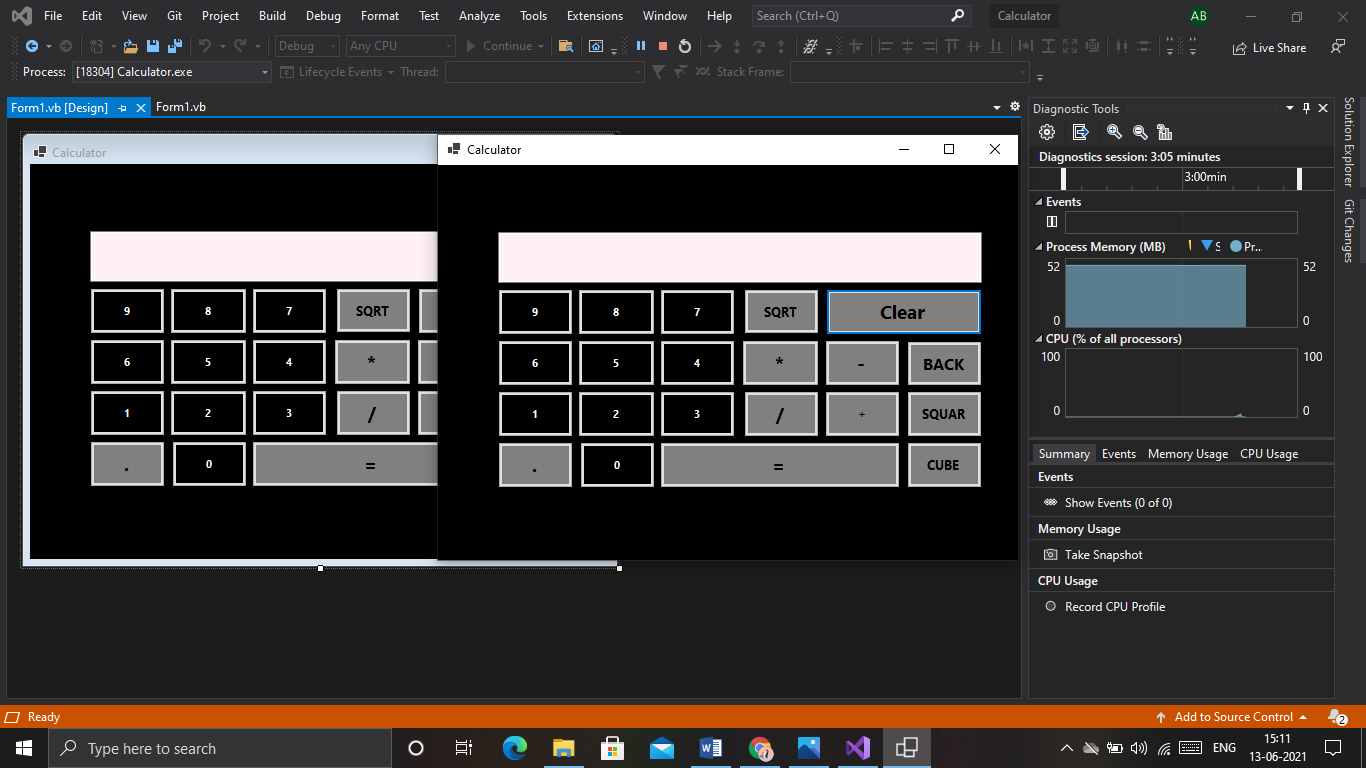 File Edit View Git Project Build Debug Format Test Analyze Tools Extensions Window Help Search (Ctrl+Q) Calculator AB
Debug Any CPU Continue Live Share
Process: [18304] Calculator.exe Lifecycle Events Thread: Stack Frame:
Form1.vb [Design] Form1.vb
Calculator
9 8 7 SQRT
6 5 4 *
1 2 3 /
. 0 =
Calculator
9 8 7 SQRT Clear
6 5 4 * - BACK
1 2 3 / + SQUAR
. 0 = CUBE
Diagnostic Tools
Diagnostics session: 3:05 minutes
3:00min
Events
Process Memory (MB) S Pr...
52 52
0 0
CPU (% of all processors)
100 100
0 0
Summary Events Memory Usage CPU Usage
Events
Show Events (0 of 0)
Memory Usage
Take Snapshot
CPU Usage
Record CPU Profile
Solution Explorer
Git Changes
Ready Add to Source Control 2
Type here to search ENG 15:11
13-06-2021